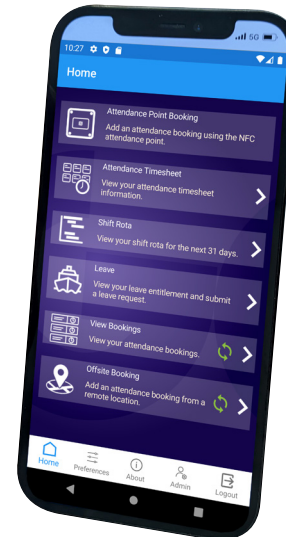 5G
10:27
Home
Attendance Point Booking
Add an attendance booking using the NFC
attendance point.
Attendance Timesheet
View your attendance timesheet
information.
Shift Rota
View your shift rota for the next 31 days.
Leave
View your leave entitlement and submit
a leave request.
View Bookings
View your attendance bookings.
Offsite Booking
Add an attendance booking from a
remote location.
Home
Preferences
About
Admin
Logout